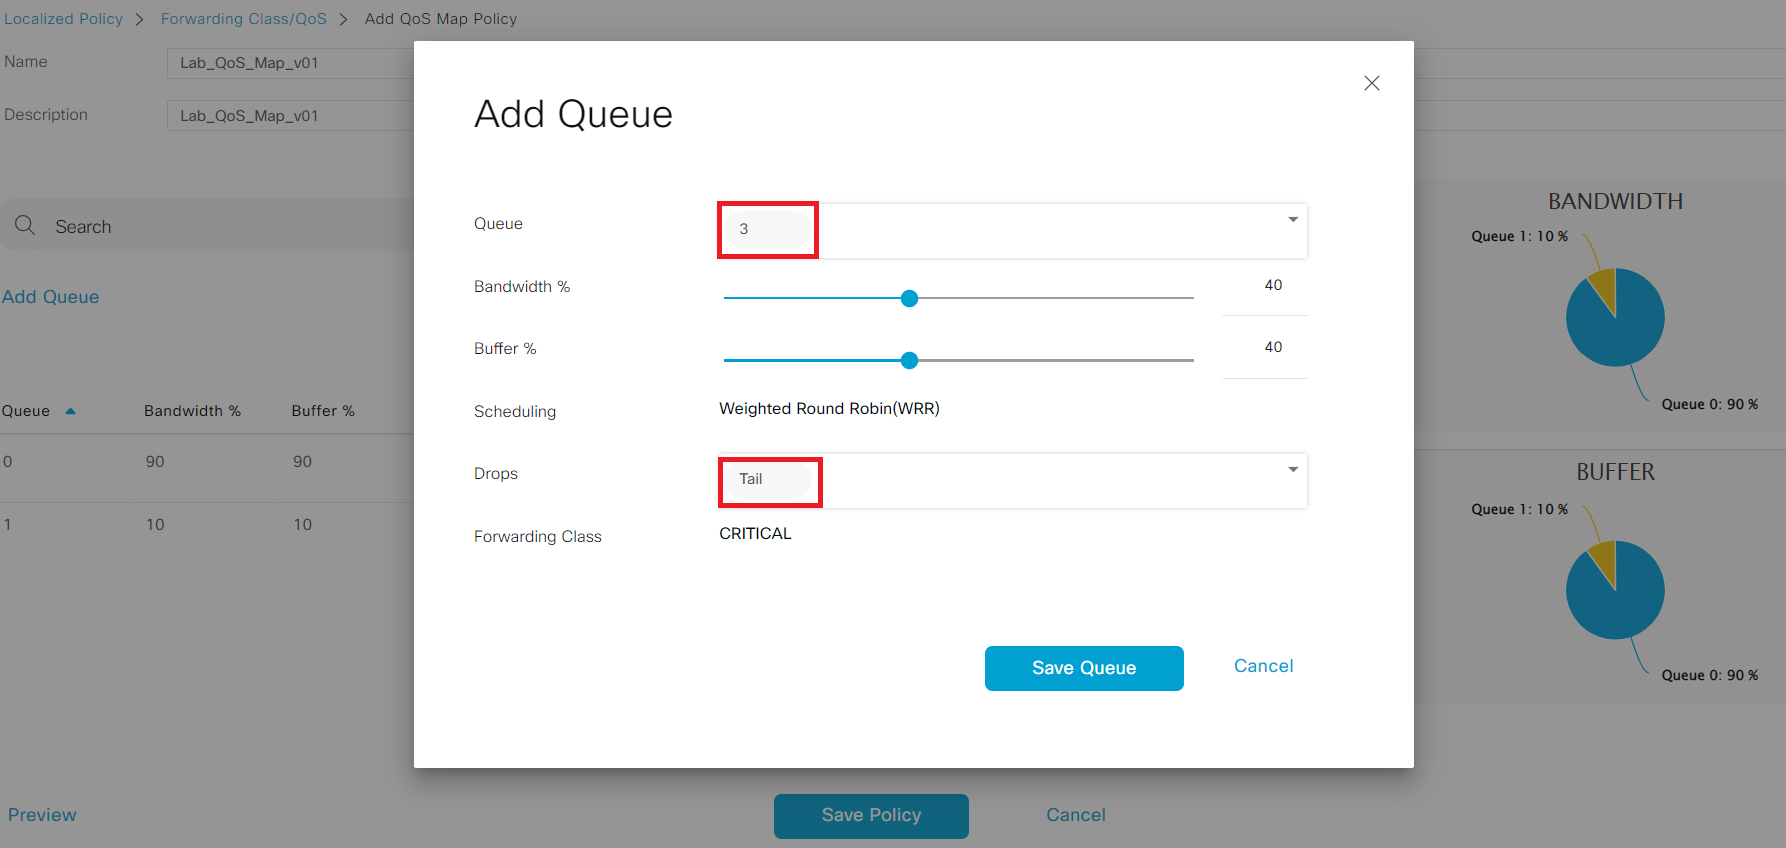 Localized Policy > Forwarding Class/QoS > Add QoS Map Policy
Name Lab_QoS_Map_v01
Description Lab_QoS_Map_v01
Search
Add Queue
Queue Bandwidth % Buffer %
0 90 90
1 10 10
Add Queue
Queue 3
Bandwidth % 40
Buffer % 40
Scheduling Weighted Round Robin(WRR)
Drops Tail
Forwarding Class CRITICAL
Save Queue Cancel
BANDWIDTH
Queue 1: 10 %
Queue 0: 90 %
BUFFER
Queue 1: 10 %
Queue 0: 90 %
Preview Save Policy Cancel